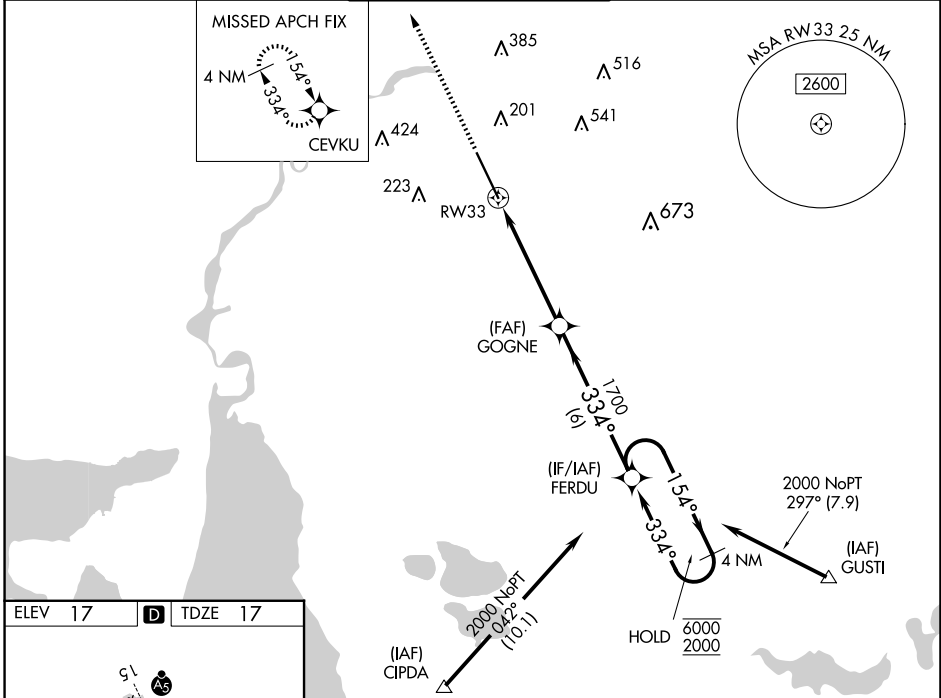 MISSED APCH FIX
4 NM
154°
334°
CEVKU
385
516
201
541
424
223
RW33
673
MSA RW33 25 NM
2600
(FAF)
GOGNE
1700
334°
(6)
(IF/IAF)
FERDU
154°
334°
4 NM
2000 NoPT
297° (7.9)
(IAF)
GUSTI
HOLD 6000
2000
2000 NoPT
042°
(10.1)
(IAF)
CIPDA
ELEV 17 D TDZE 17
15
A5